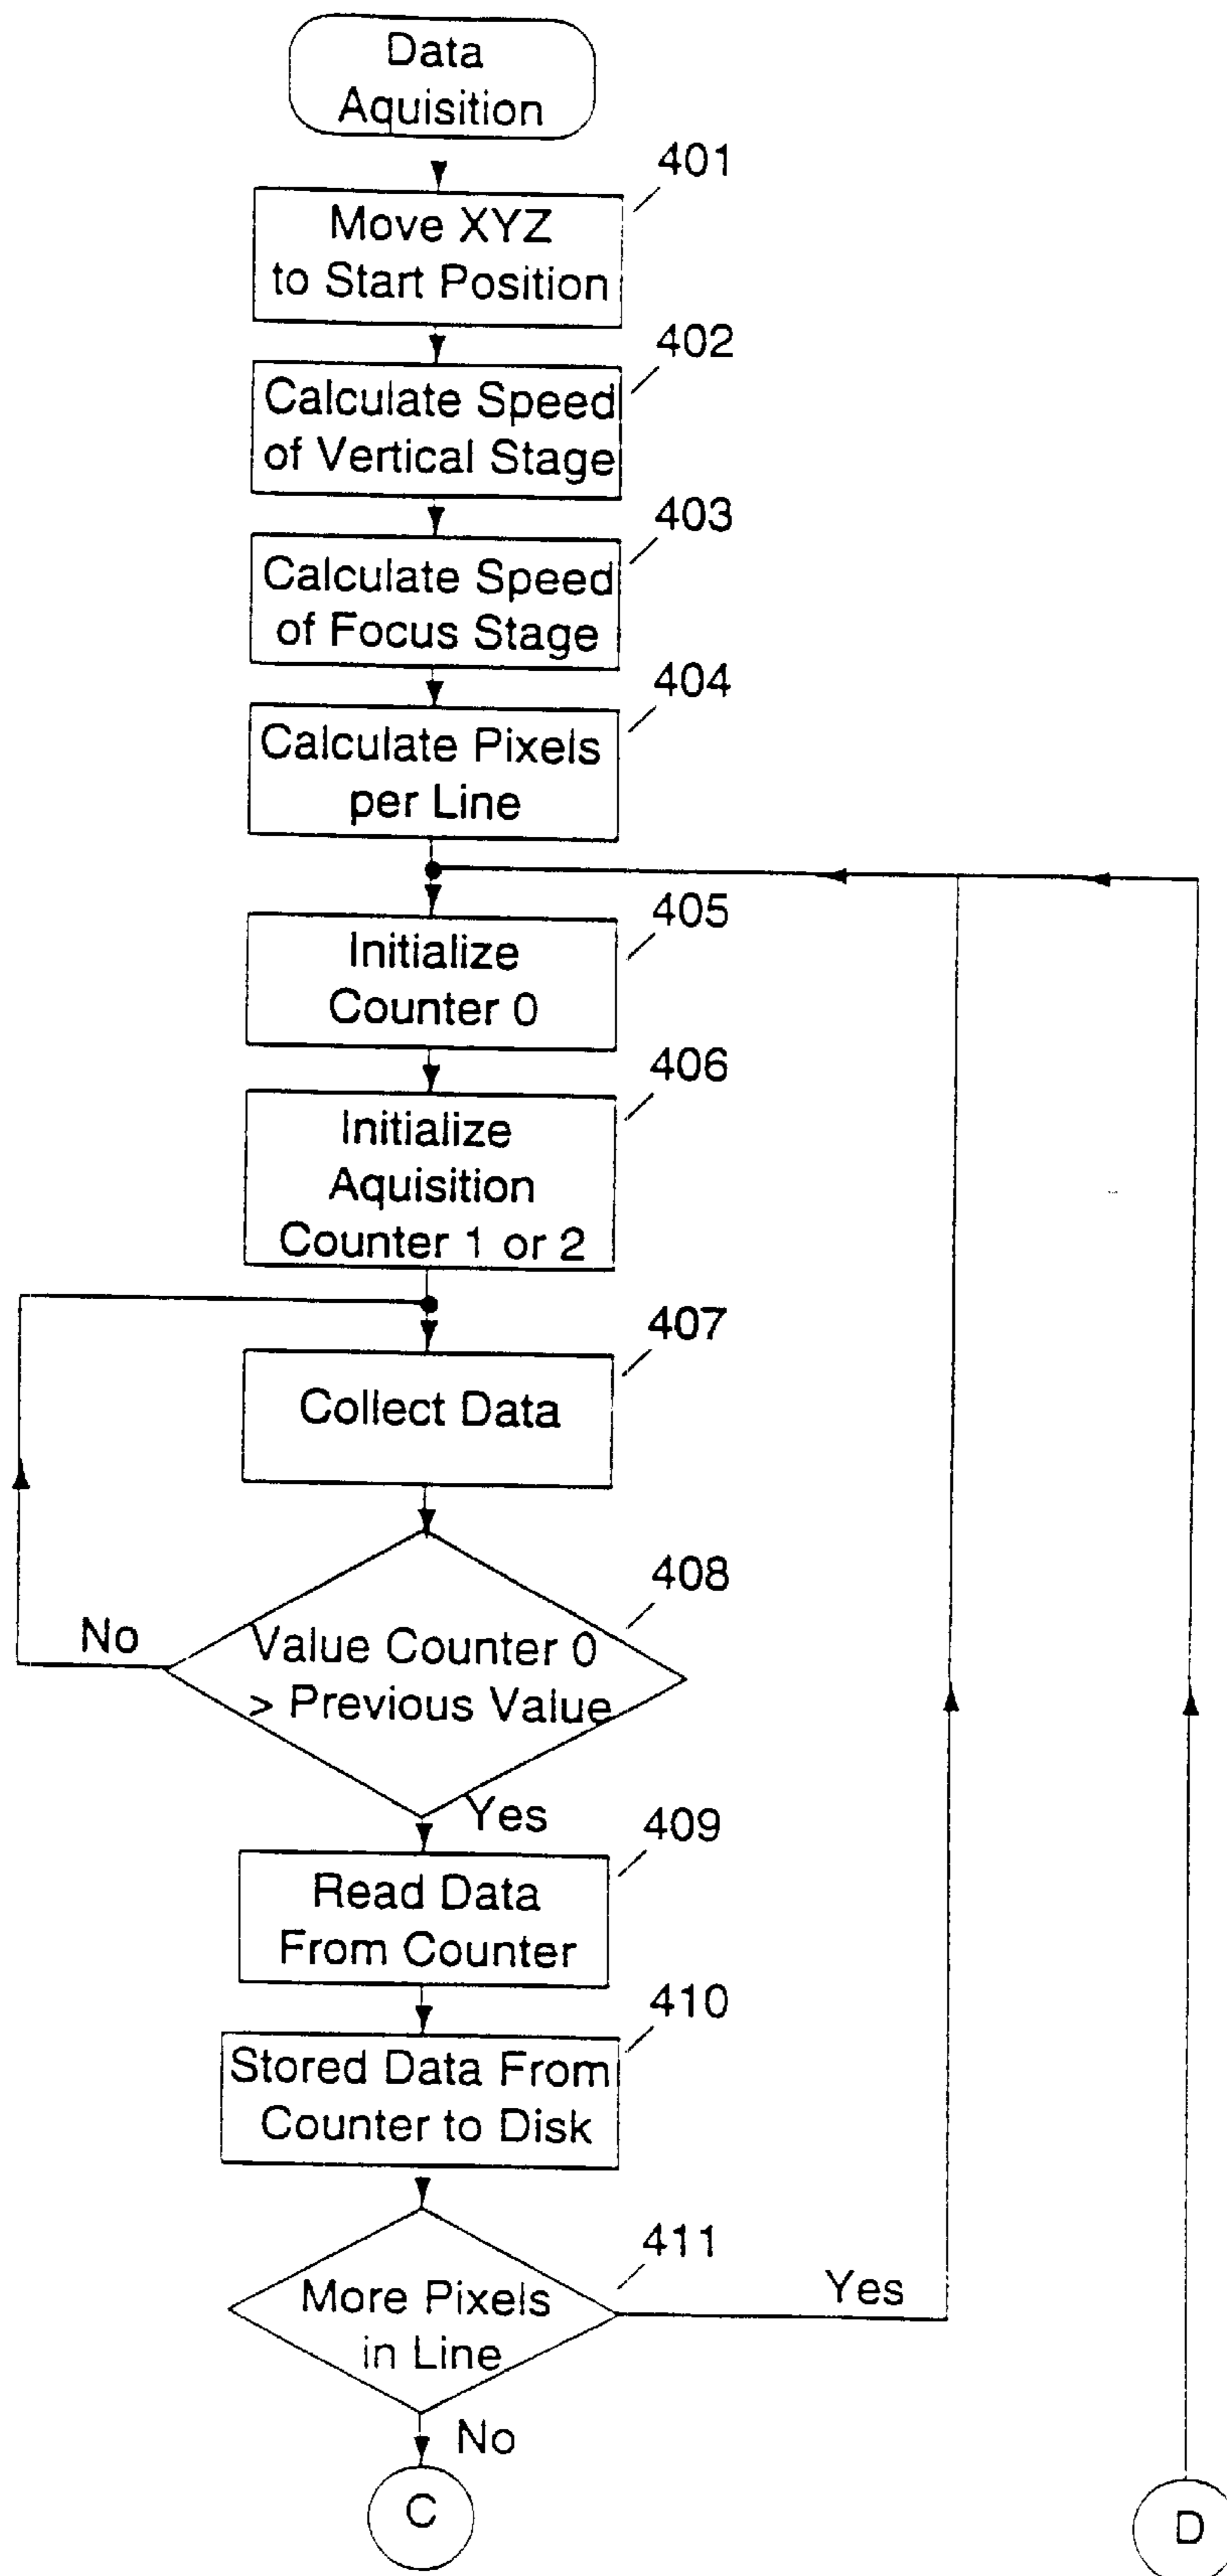 Data
Aquisition
401
Move XYZ
to Start Position
402
Calculate Speed
of Vertical Stage
403
Calculate Speed
of Focus Stage
404
Calculate Pixels
per Line
405
Initialize
Counter 0
406
Initialize
Aquisition
Counter 1 or 2
407
Collect Data
408
No
Value Counter 0
> Previous Value
Yes
409
Read Data
From Counter
410
Stored Data From
Counter to Disk
411
More Pixels
in Line
Yes
No
C
D